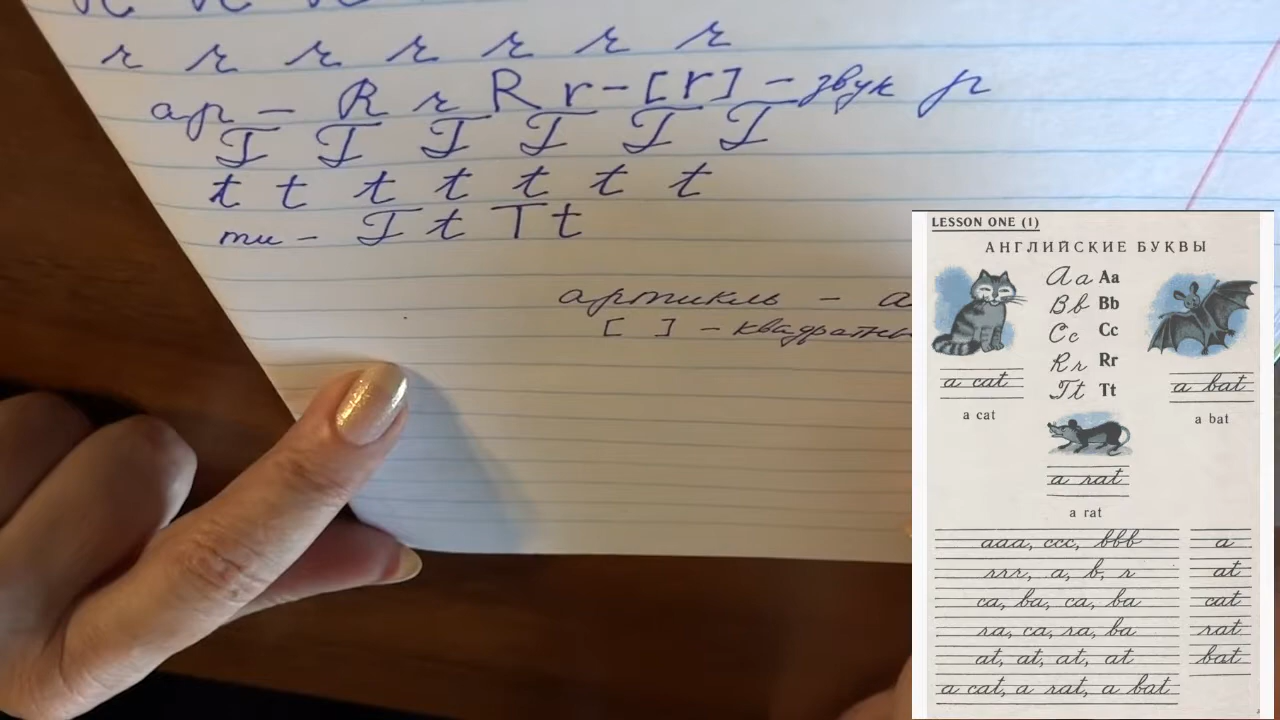 r r r r r r r
ар - R r R r - [r] - звук р
T T T T T T
t t t t t t t
ти - T t T t
артикль - a
[ ] - квадратны
LESSON ONE (1)
АНГЛИЙСКИЕ БУКВЫ
Aa Aa
Bb Bb
Cc Cc
Rr Rr
Tt Tt
a cat
a cat
a bat
a bat
a rat
a rat
aaa, ccc, bbb
a
rrr, a, b, r
at
ca, ba, ca, ba
cat
ra, ca, ra, ba
rat
at, at, at, at
bat
a cat, a rat, a bat